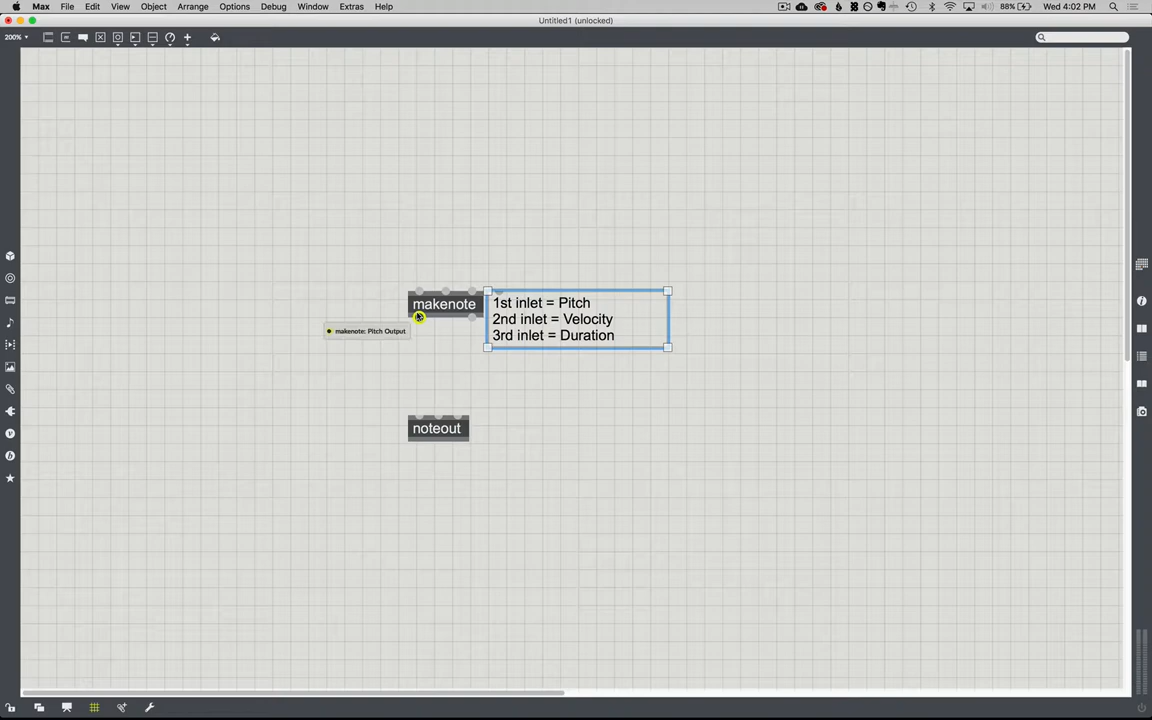 Max File Edit View Object Arrange Options Debug Window Extras Help
88% Wed 4:02 PM
Untitled1 (unlocked)
200%
makenote
1st inlet = Pitch
2nd inlet = Velocity
3rd inlet = Duration
makenote: Pitch Output
noteout